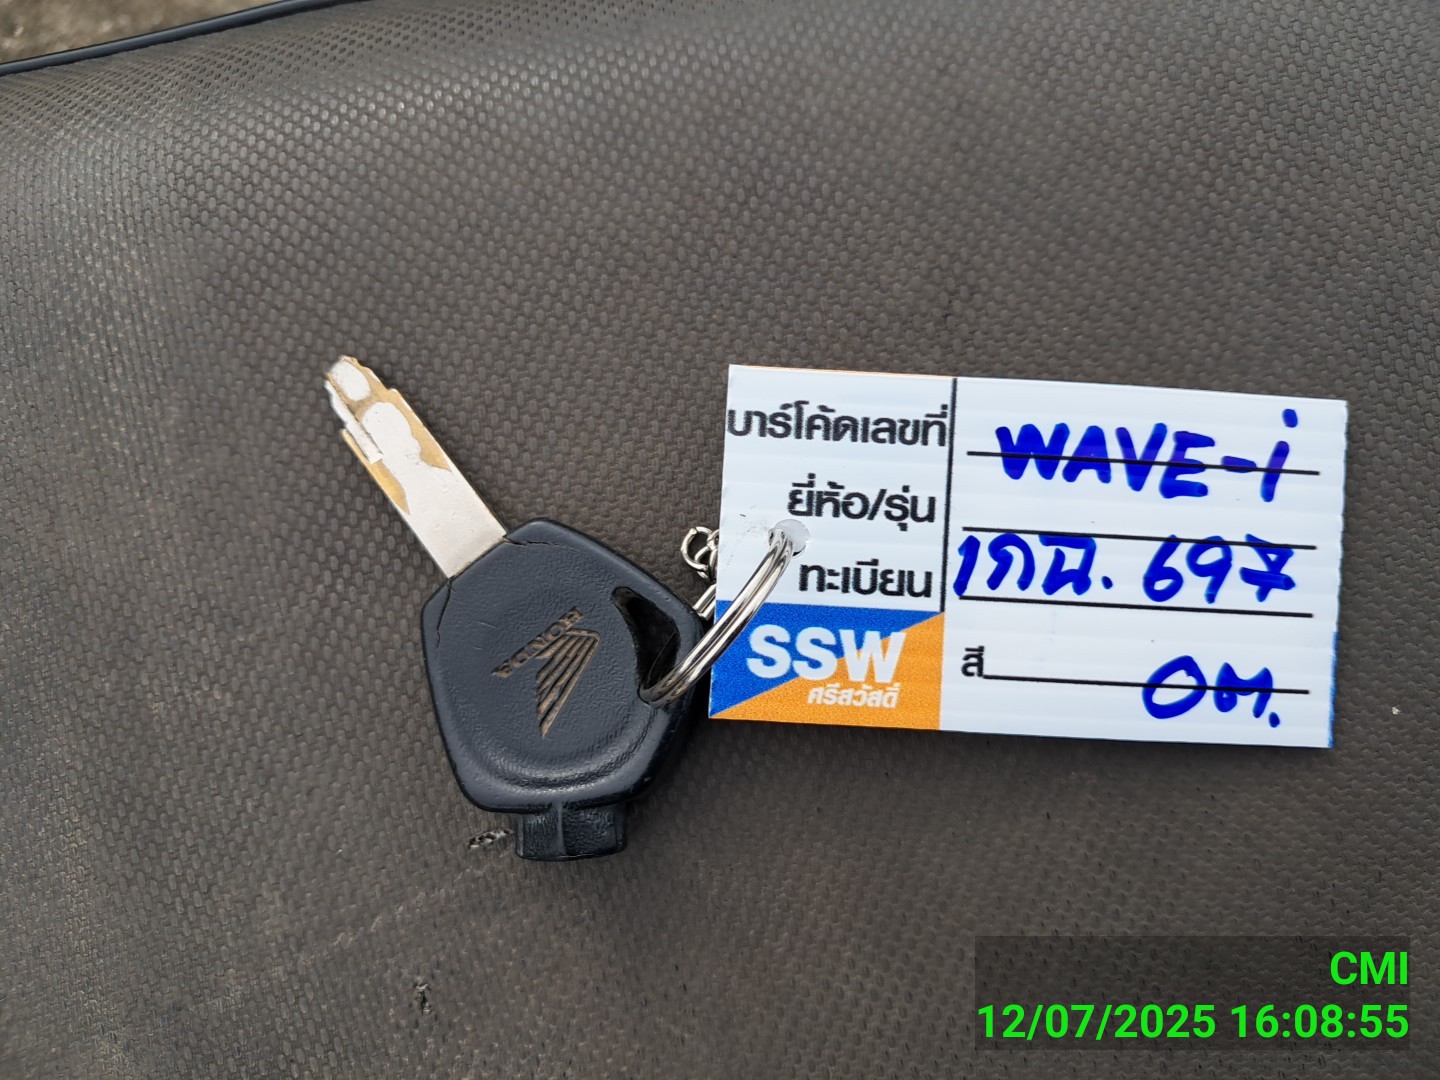 บาร์โค้ดเลขที่
WAVE-i
ยี่ห้อ/รุ่น
ทะเบียน 1กฉ. 697
SSW
ศรีสวัสดิ์
สี
HONDA
CMI
12/07/2025 16:08:55